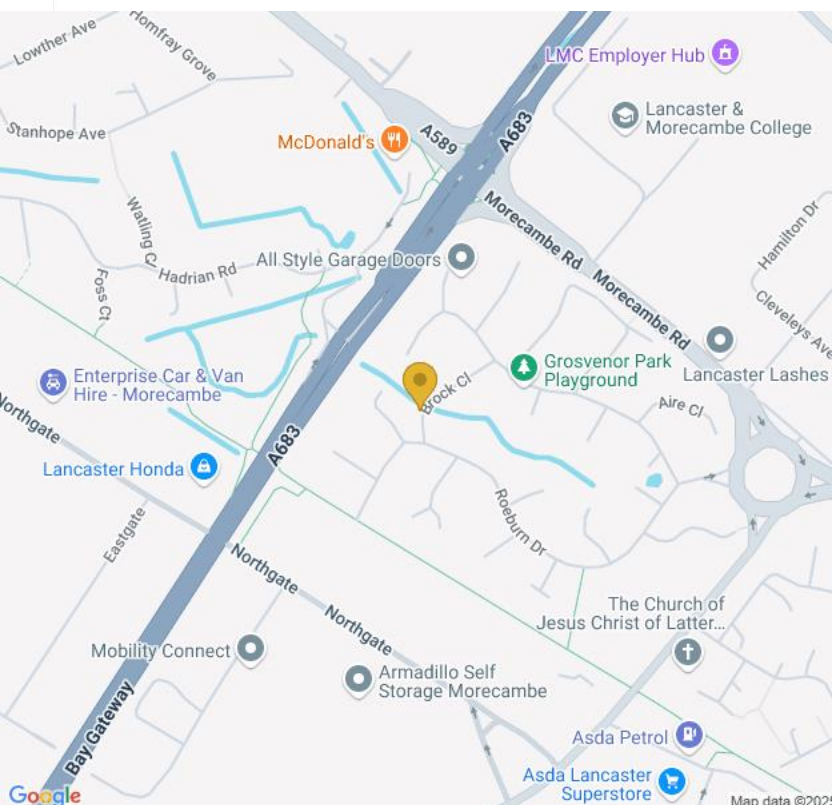 Lowther Ave
Homfray Grove
LMC Employer Hub
Stanhope Ave
McDonald's
A589
A683
Lancaster &
Morecambe College
Watling Cl
Hadrian Rd
Foss Ct
All Style Garage Doors
Morecambe Rd
Morecambe Rd
Hamilton Dr
Cleveleys Ave
Enterprise Car & Van
Hire - Morecambe
Brock Cl
Grosvenor Park
Playground
Lancaster Lashes
Aire Cl
Northgate
Lancaster Honda
A683
Roeburn Dr
Eastgate
Northgate
Northgate
The Church of
Jesus Christ of Latter...
Mobility Connect
Armadillo Self
Storage Morecambe
Bay Gateway
Asda Petrol
Asda Lancaster
Superstore
Google
Map data ©2025